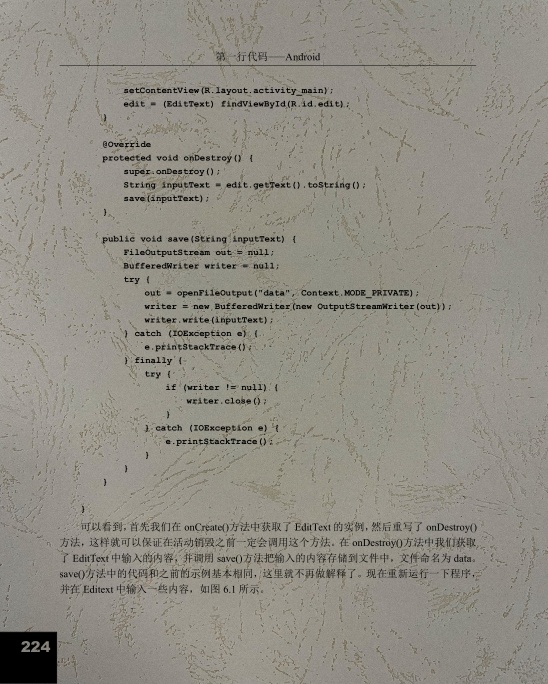 第一行代码——Android
setContentView(R.layout.activity_main);
edit = (EditText) findViewById(R.id.edit);
}
@Override
protected void onDestroy() {
super.onDestroy();
String inputText = edit.getText().toString();
save(inputText);
}
public void save(String inputText) {
FileOutputStream out = null;
BufferedWriter writer = null;
try {
out = openFileOutput("data", Context.MODE_PRIVATE);
writer = new BufferedWriter(new OutputStreamWriter(out));
writer.write(inputText);
} catch (IOException e) {
e.printStackTrace();
} finally {
try {
if (writer != null) {
writer.close();
}
} catch (IOException e) {
e.printStackTrace();
}
}
}
}
可以看到，首先我们在 onCreate()方法中获取了 EditText 的实例，然后重写了 onDestroy()
方法，这样就可以保证在活动销毁之前一定会调用这个方法。在 onDestroy()方法中我们获取
了 EditText 中输入的内容，并调用 save()方法把输入的内容存储到文件中，文件命名为 data。
save()方法中的代码和之前的示例基本相同，这里就不再做解释了。现在重新运行一下程序，
并在 Editext 中输入一些内容，如图 6.1 所示。
224